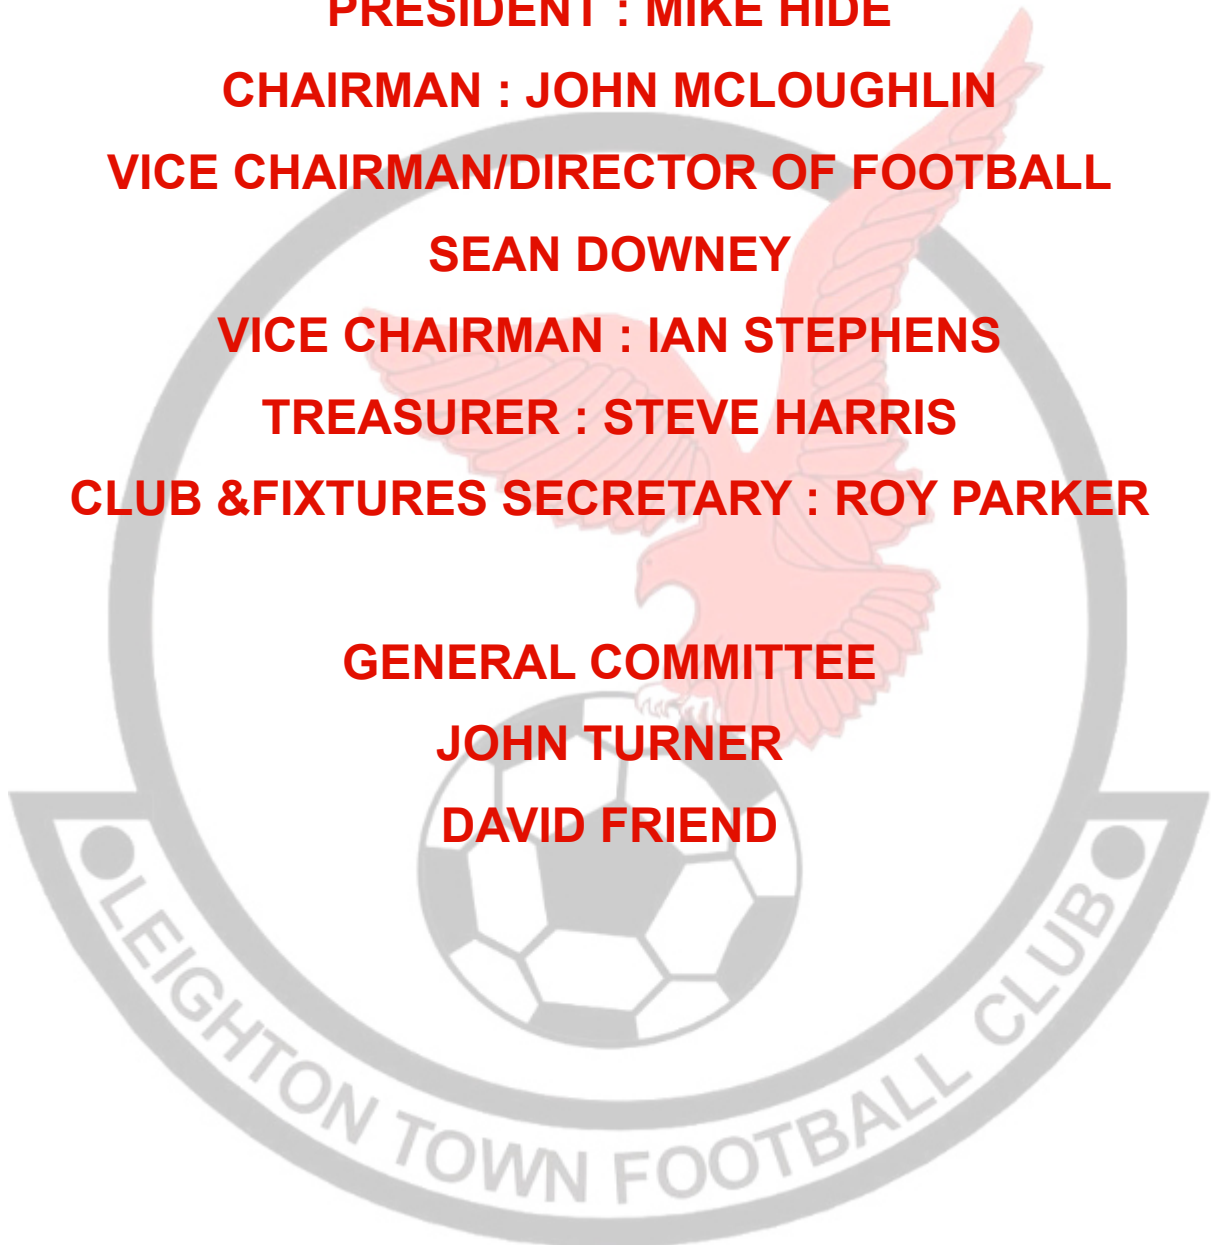 PRESIDENT : MIKE HIDE
CHAIRMAN : JOHN MCLOUGHLIN
VICE CHAIRMAN/DIRECTOR OF FOOTBALL
SEAN DOWNEY
VICE CHAIRMAN : IAN STEPHENS
TREASURER : STEVE HARRIS
CLUB &FIXTURES SECRETARY : ROY PARKER
GENERAL COMMITTEE
JOHN TURNER
DAVID FRIEND
LEIGHTON TOWN FOOTBALL CLUB